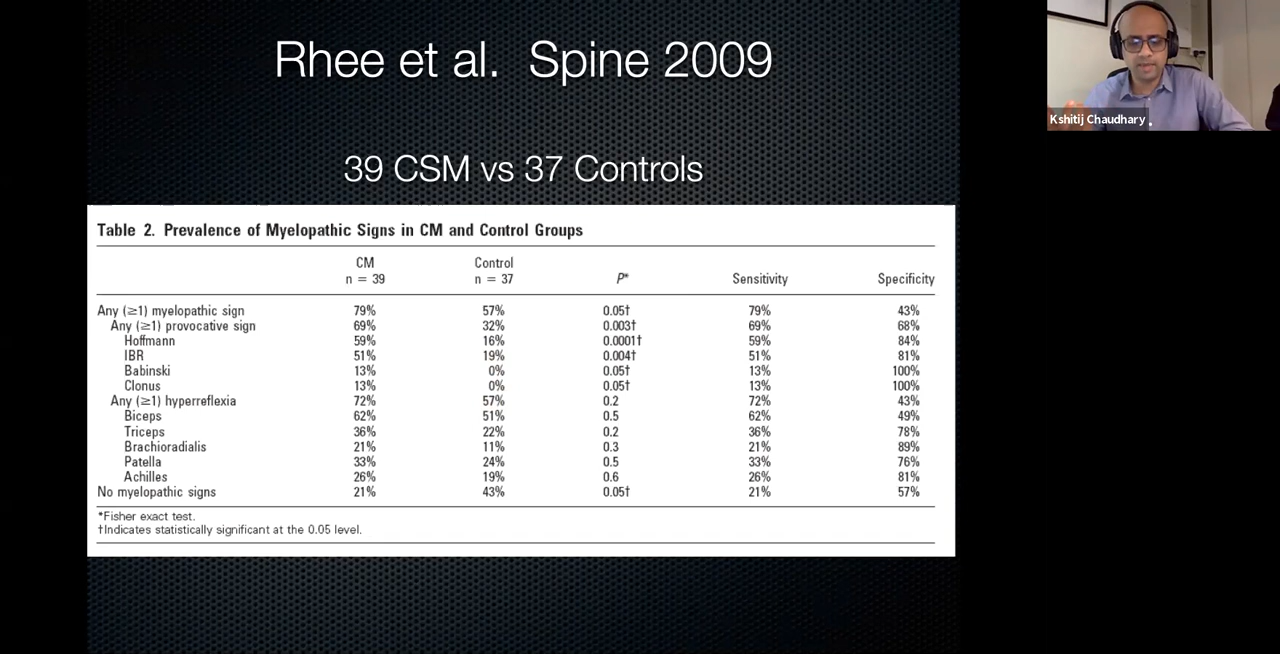 Rhee et al. Spine 2009
39 CSM vs 37 Controls
Kshitij Chaudhary
Table 2. Prevalence of Myelopathic Signs in CM and Control Groups
CM n = 39 Control n = 37 P* Sensitivity Specificity
Any (≥1) myelopathic sign 79% 57% 0.05† 79% 43%
Any (≥1) provocative sign 69% 32% 0.003† 69% 68%
Hoffmann 59% 16% 0.0001† 59% 84%
IBR 51% 19% 0.004† 51% 81%
Babinski 13% 0% 0.05† 13% 100%
Clonus 13% 0% 0.05† 13% 100%
Any (≥1) hyperreflexia 72% 57% 0.2 72% 43%
Biceps 62% 51% 0.5 62% 49%
Triceps 36% 22% 0.2 36% 78%
Brachioradialis 21% 11% 0.3 21% 89%
Patella 33% 24% 0.5 33% 76%
Achilles 26% 19% 0.6 26% 81%
No myelopathic signs 21% 43% 0.05† 21% 57%
*Fisher exact test.
†Indicates statistically significant at the 0.05 level.